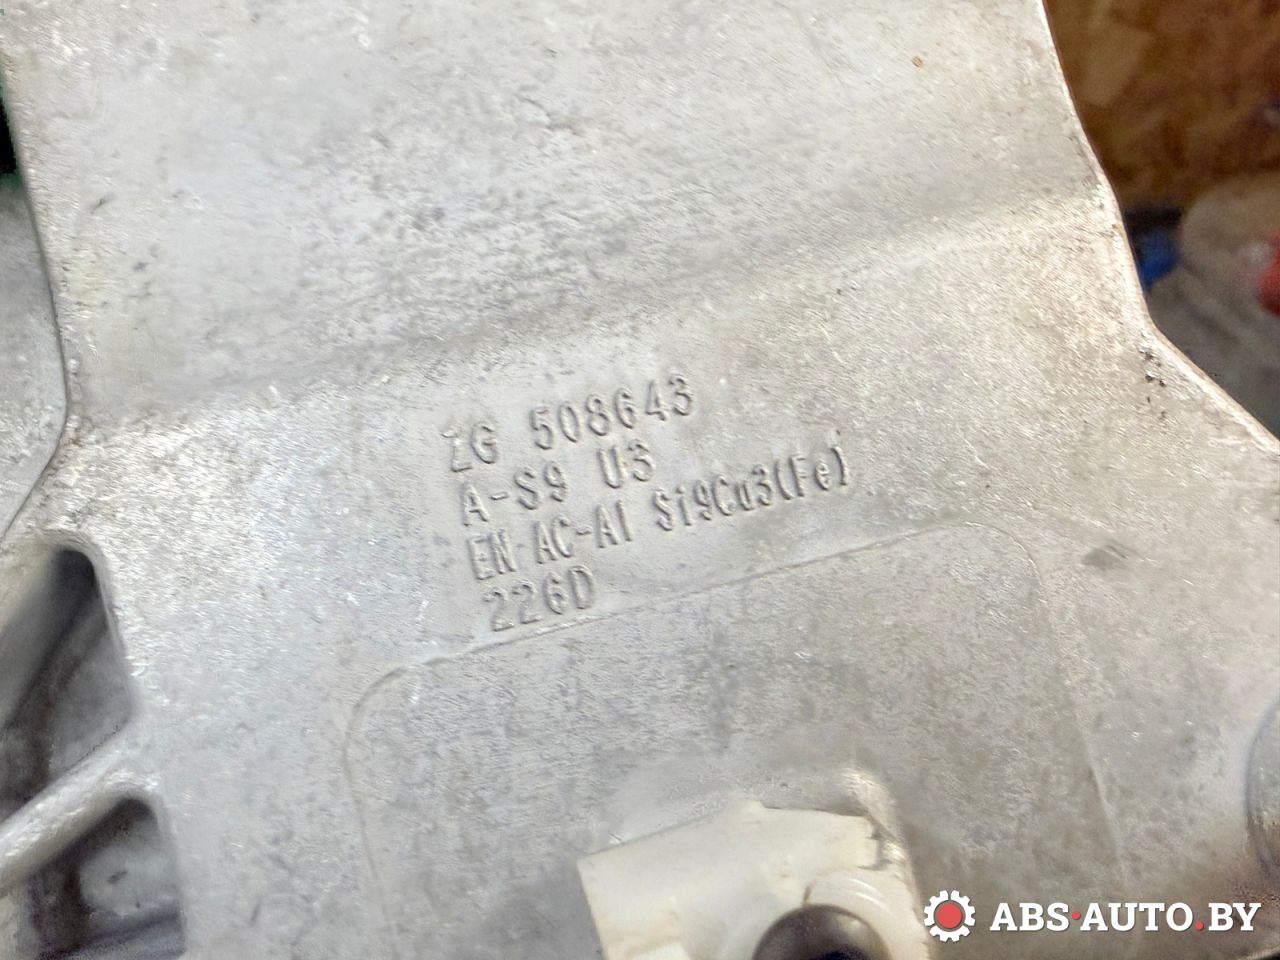 ZG 508643
A-S9 U3
EN AC-Al Si9Cu3(Fe)
226D
ABS·AUTO.BY